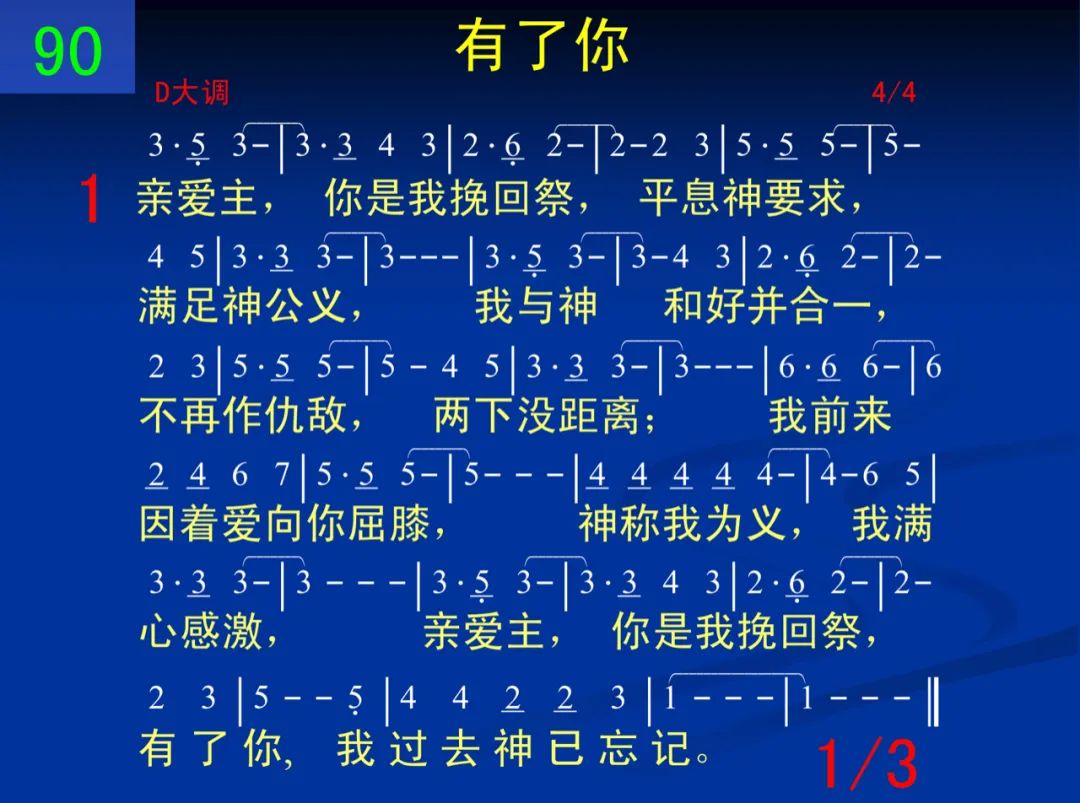 90
有了你
D大调 4/4
3·5 3-|3·3 4 3|2·6 2-|2-2 3|5·5 5-|5-
1 亲爱主， 你是我挽回祭， 平息神要求，
4 5|3·3 3-|3---|3·5 3-|3-4 3|2·6 2-|2-
满足神公义， 我与神 和好并合一，
2 3|5·5 5-|5 - 4 5|3·3 3-|3---|6·6 6-|6
不再作仇敌， 两下没距离； 我前来
2 4 6 7|5·5 5-|5- - -|4 4 4 4 4-|4-6 5|
因着爱向你屈膝， 神称我为义， 我满
3·3 3-|3 - - -|3·5 3-|3·3 4 3|2·6 2-|2-
心感激， 亲爱主， 你是我挽回祭，
2 3|5 - - 5|4 4 2 2 3|1 - - -|1 - - -‖
有了你, 我过去神已忘记。
1/3